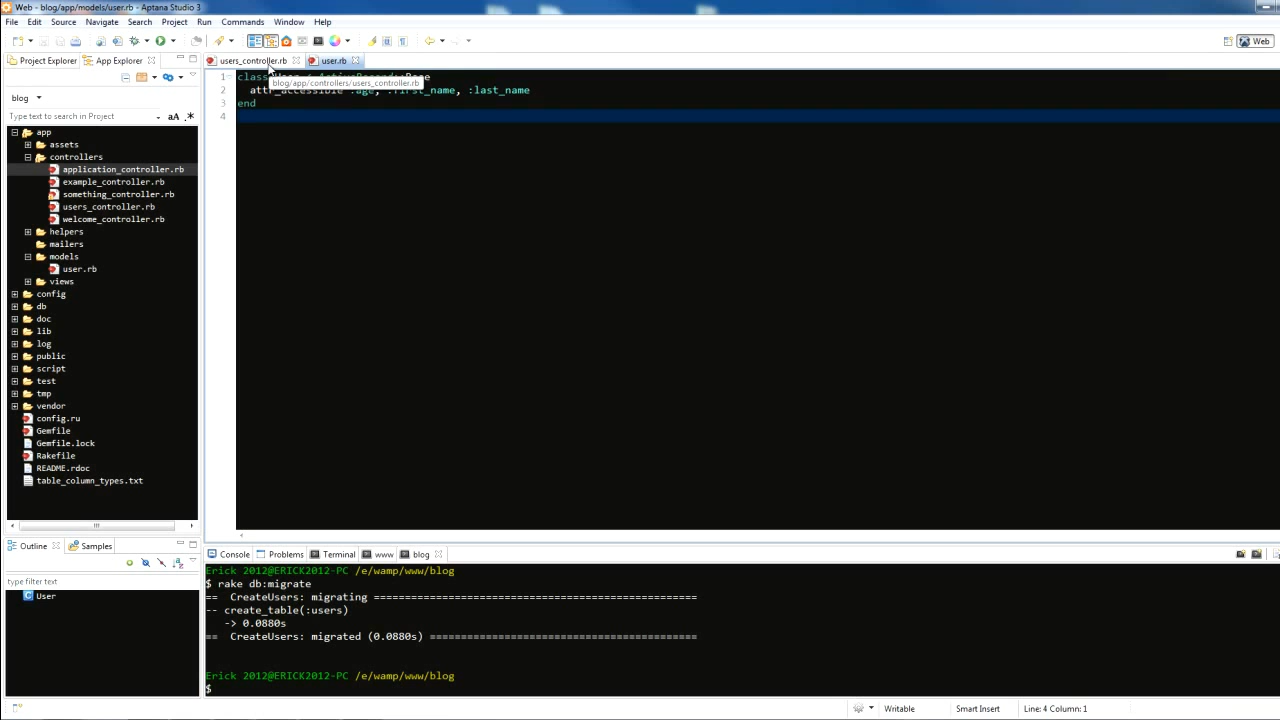 Web - blog/app/models/user.rb - Aptana Studio 3
File Edit Source Navigate Search Project Run Commands Window Help
Web
Project Explorer App Explorer
users_controller.rb user.rb
blog
Type text to search in Project
aA .*
app
assets
controllers
application_controller.rb
example_controller.rb
something_controller.rb
users_controller.rb
welcome_controller.rb
helpers
mailers
models
user.rb
views
config
db
doc
lib
log
public
script
test
tmp
vendor
config.ru
Gemfile
Gemfile.lock
Rakefile
README.rdoc
table_column_types.txt
1 class User < ActiveRecord::Base
blog/app/controllers/users_controller.rb
2 attr_accessible :age, :first_name, :last_name
3 end
4
Outline Samples
type filter text
User
Console Problems Terminal www blog
Erick 2012@ERICK2012-PC /e/wamp/www/blog
$ rake db:migrate
== CreateUsers: migrating ====================================================
-- create_table(:users)
-> 0.0880s
== CreateUsers: migrated (0.0880s) ===========================================
Erick 2012@ERICK2012-PC /e/wamp/www/blog
$
Writable Smart Insert Line: 4 Column: 1